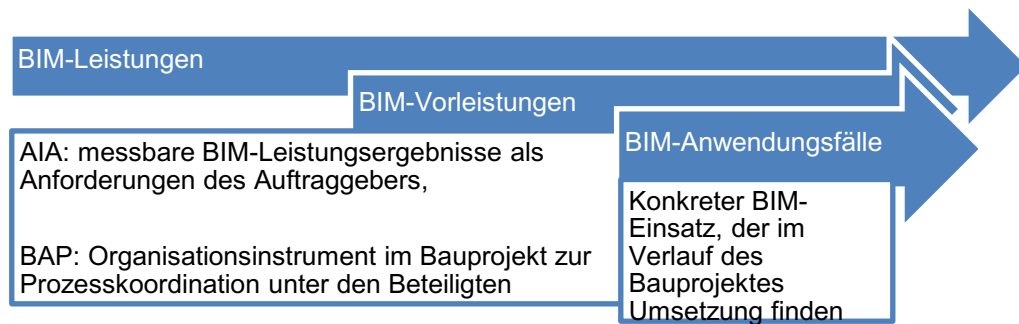 BIM-Leistungen
BIM-Vorleistungen
AIA: messbare BIM-Leistungsergebnisse als
Anforderungen des Auftraggebers,
BAP: Organisationsinstrument im Bauprojekt zur
Prozesskoordination unter den Beteiligten
BIM-Anwendungsfälle
Konkreter BIM-
Einsatz, der im
Verlauf des
Bauprojektes
Umsetzung finden